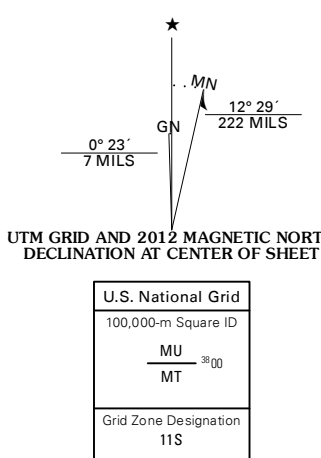 ★
MN
GN
12° 29´
222 MILS
0° 23´
7 MILS
UTM GRID AND 2012 MAGNETIC NORT
DECLINATION AT CENTER OF SHEET
U.S. National Grid
100,000-m Square ID
MU
3800
MT
Grid Zone Designation
11S